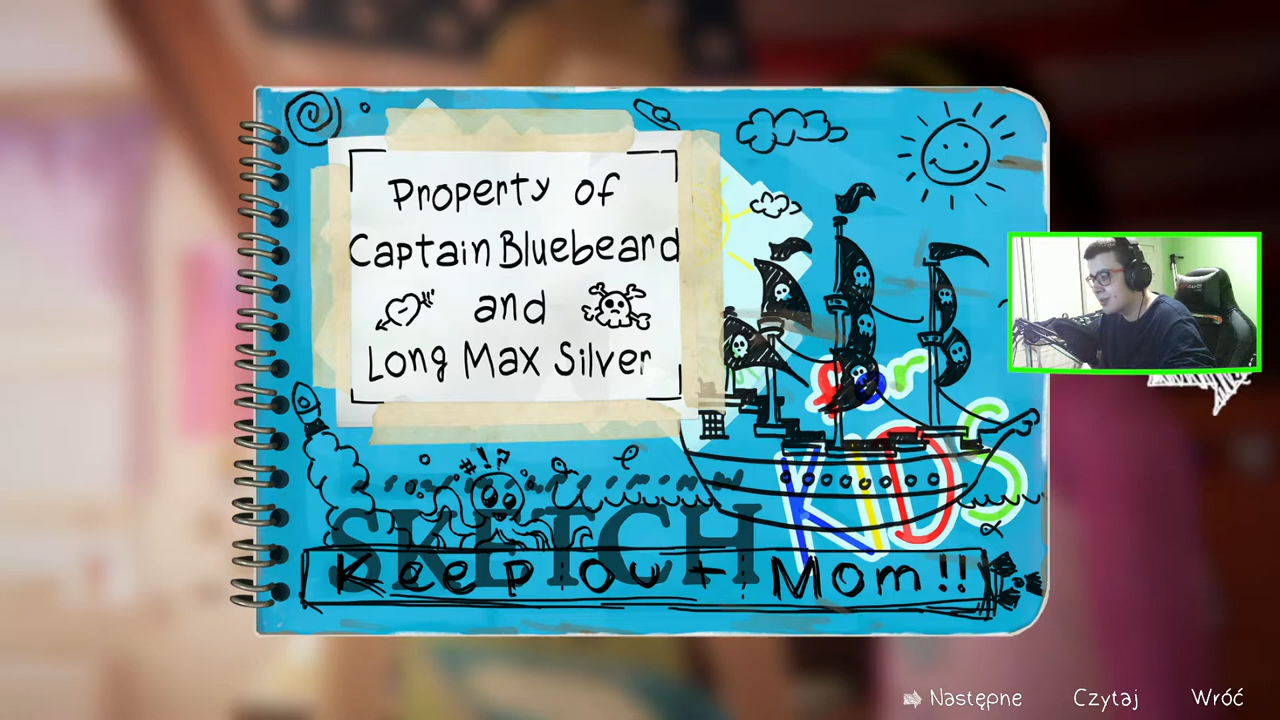 Property of
Captain Bluebeard
and
Long Max Silver
#!?
KIDS
SKETCH
Keep out Mom!!
Następne Czytaj Wróć